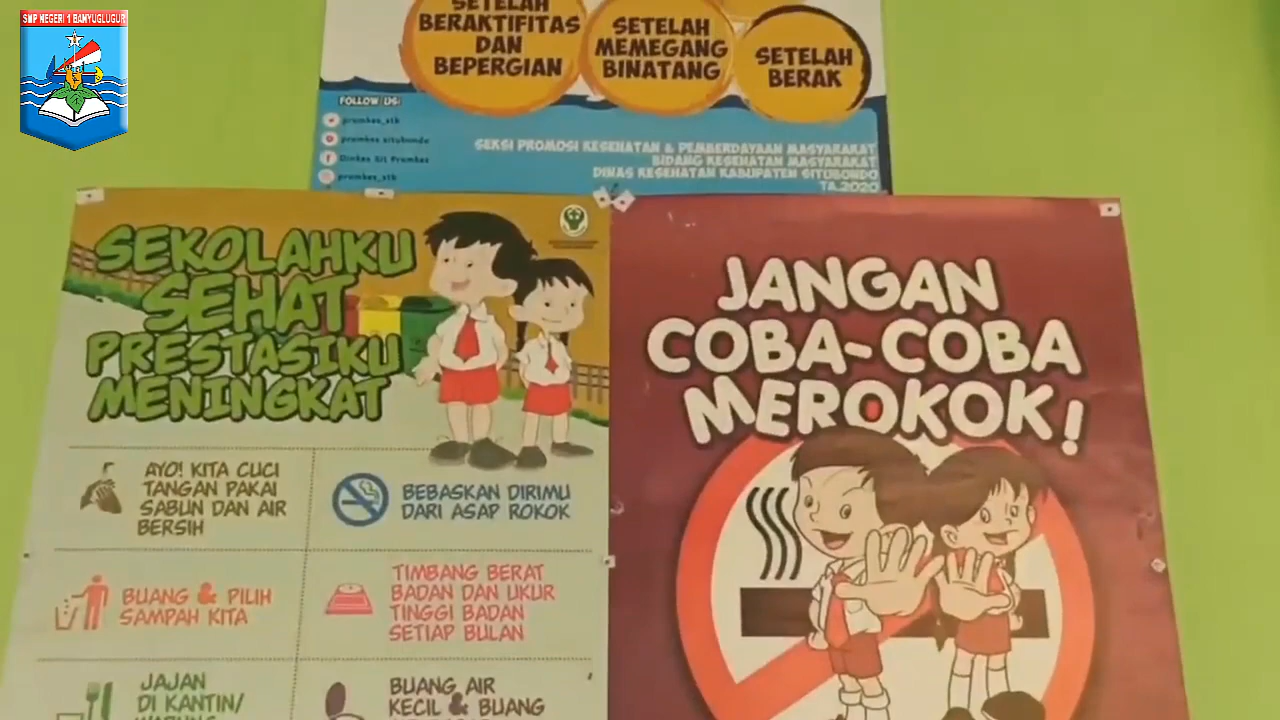 SMP NEGERI 1 BANYUGLUGUR
SETELAH
BERAKTIFITAS
DAN
BEPERGIAN
SETELAH
MEMEGANG
BINATANG
SETELAH
BERAK
FOLLOW US:
promkes_stb
promkes situbondo
Dinkes Sit Promkes
promkes_stb
SEKSI PROMOSI KESEHATAN & PEMBERDAYAAN MASYARAKAT
BIDANG KESEHATAN MASYARAKAT
DINAS KESEHATAN KABUPATEN SITUBONDO
TA.2020
SEKOLAHKU
SEHAT
PRESTASIKU
MENINGKAT
AYO! KITA CUCI
TANGAN PAKAI
SABUN DAN AIR
BERSIH
BEBASKAN DIRIMU
DARI ASAP ROKOK
BUANG & PILIH
SAMPAH KITA
TIMBANG BERAT
BADAN DAN UKUR
TINGGI BADAN
SETIAP BULAN
JAJAN
DI KANTIN/
BUANG AIR
KECIL & BUANG
JANGAN
COBA-COBA
MEROKOK!